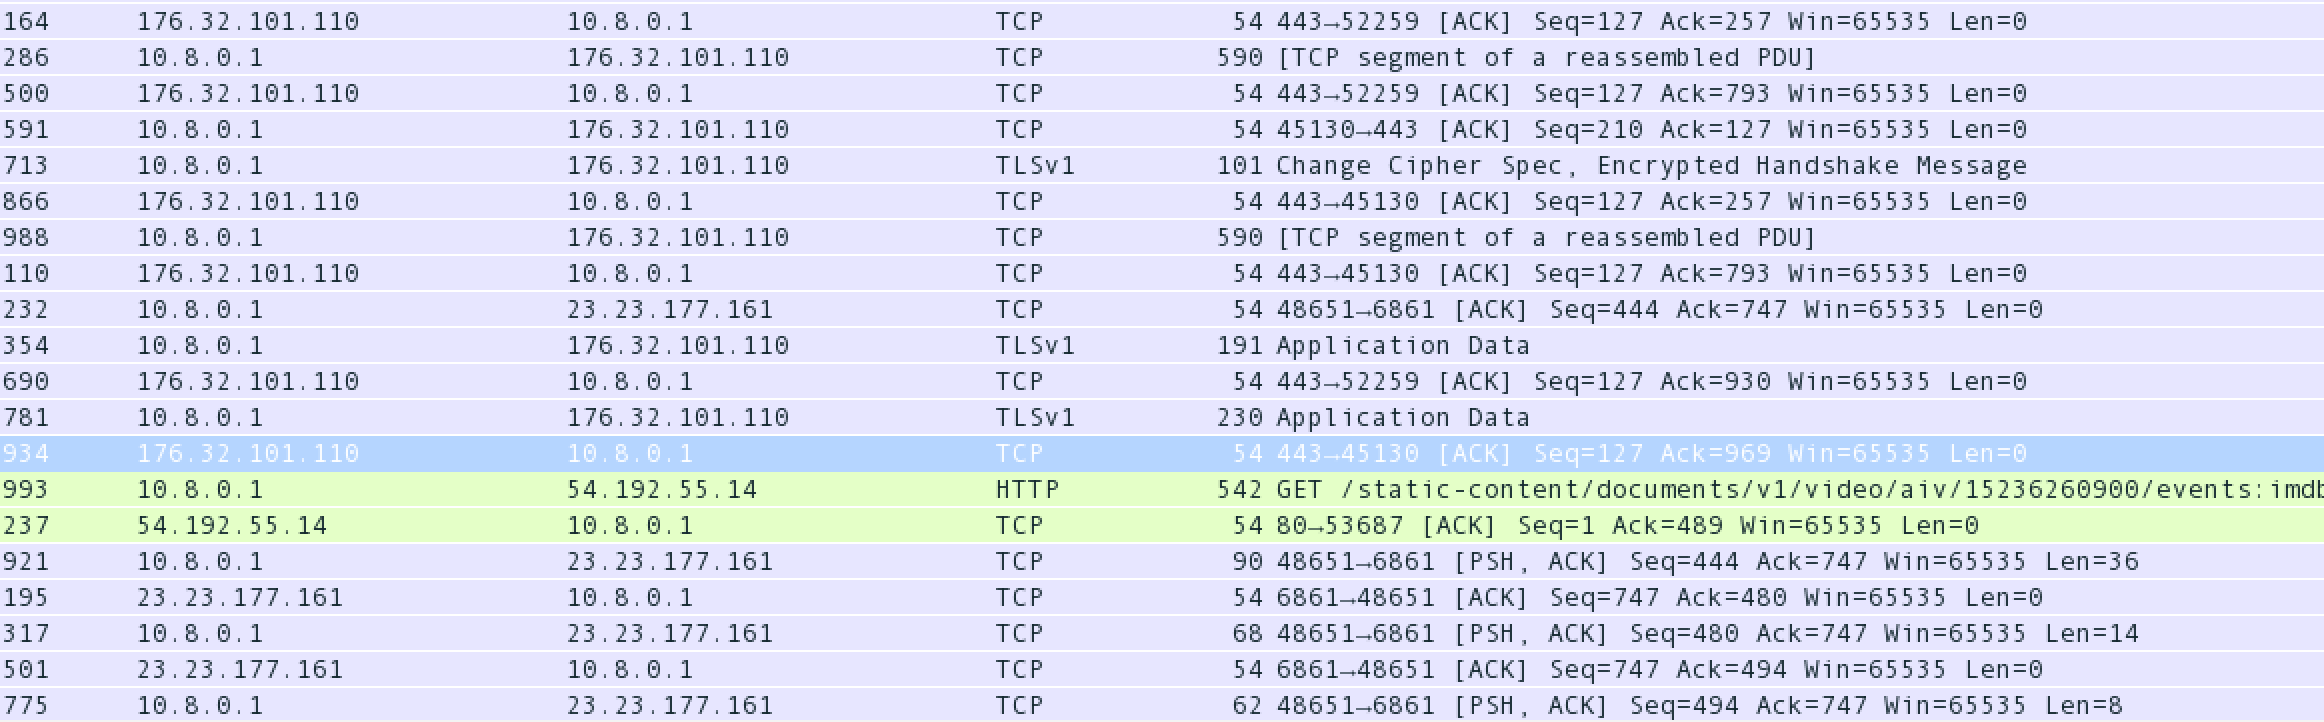 164 176.32.101.110 10.8.0.1 TCP 54 443→52259 [ACK] Seq=127 Ack=257 Win=65535 Len=0
286 10.8.0.1 176.32.101.110 TCP 590 [TCP segment of a reassembled PDU]
500 176.32.101.110 10.8.0.1 TCP 54 443→52259 [ACK] Seq=127 Ack=793 Win=65535 Len=0
591 10.8.0.1 176.32.101.110 TCP 54 45130→443 [ACK] Seq=210 Ack=127 Win=65535 Len=0
713 10.8.0.1 176.32.101.110 TLSv1 101 Change Cipher Spec, Encrypted Handshake Message
866 176.32.101.110 10.8.0.1 TCP 54 443→45130 [ACK] Seq=127 Ack=257 Win=65535 Len=0
988 10.8.0.1 176.32.101.110 TCP 590 [TCP segment of a reassembled PDU]
110 176.32.101.110 10.8.0.1 TCP 54 443→45130 [ACK] Seq=127 Ack=793 Win=65535 Len=0
232 10.8.0.1 23.23.177.161 TCP 54 48651→6861 [ACK] Seq=444 Ack=747 Win=65535 Len=0
354 10.8.0.1 176.32.101.110 TLSv1 191 Application Data
690 176.32.101.110 10.8.0.1 TCP 54 443→52259 [ACK] Seq=127 Ack=930 Win=65535 Len=0
781 10.8.0.1 176.32.101.110 TLSv1 230 Application Data
934 176.32.101.110 10.8.0.1 TCP 54 443→45130 [ACK] Seq=127 Ack=969 Win=65535 Len=0
993 10.8.0.1 54.192.55.14 HTTP 542 GET /static-content/documents/v1/video/aiv/15236260900/events:imdb
237 54.192.55.14 10.8.0.1 TCP 54 80→53687 [ACK] Seq=1 Ack=489 Win=65535 Len=0
921 10.8.0.1 23.23.177.161 TCP 90 48651→6861 [PSH, ACK] Seq=444 Ack=747 Win=65535 Len=36
195 23.23.177.161 10.8.0.1 TCP 54 6861→48651 [ACK] Seq=747 Ack=480 Win=65535 Len=0
317 10.8.0.1 23.23.177.161 TCP 68 48651→6861 [PSH, ACK] Seq=480 Ack=747 Win=65535 Len=14
501 23.23.177.161 10.8.0.1 TCP 54 6861→48651 [ACK] Seq=747 Ack=494 Win=65535 Len=0
775 10.8.0.1 23.23.177.161 TCP 62 48651→6861 [PSH, ACK] Seq=494 Ack=747 Win=65535 Len=8